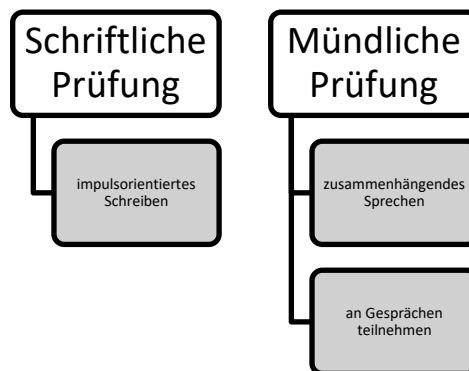 Schriftliche
Prüfung
impulsorientiertes
Schreiben
Mündliche
Prüfung
zusammenhängendes
Sprechen
an Gesprächen
teilnehmen